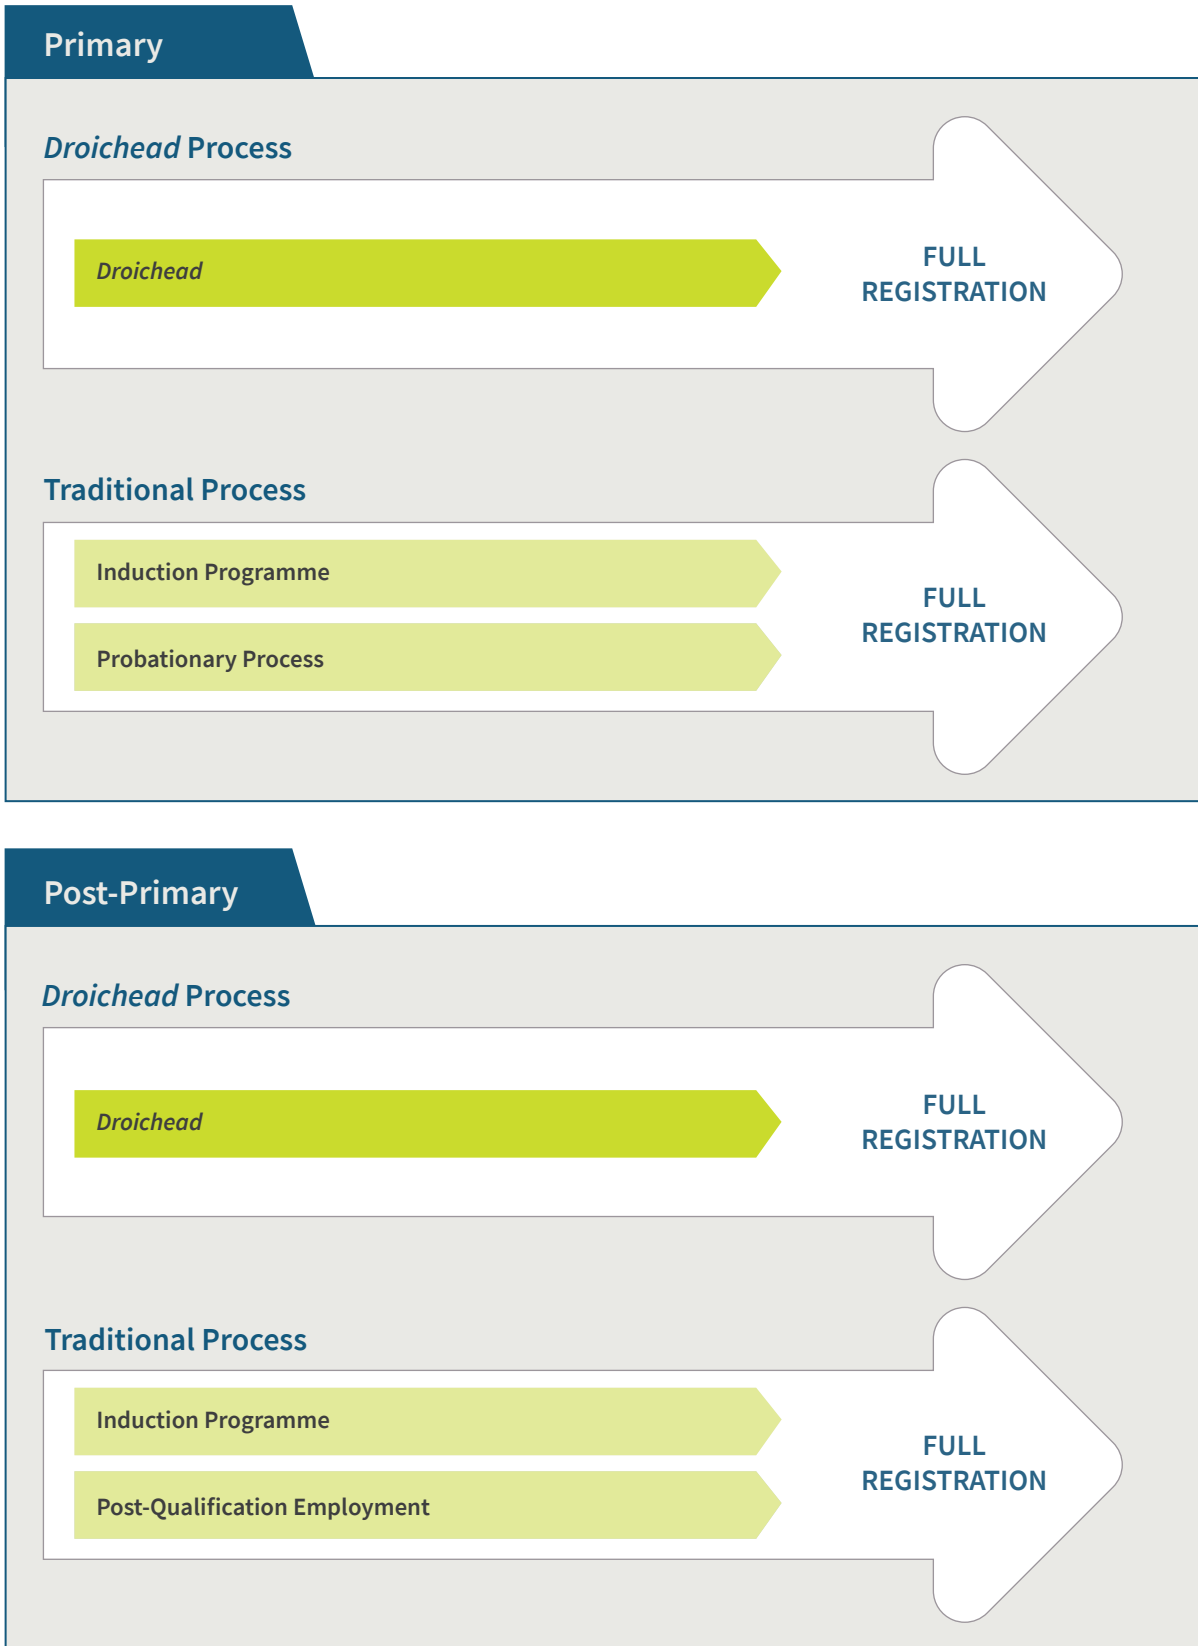 Primary
Droichead Process
Droichead
FULL
REGISTRATION
Traditional Process
Induction Programme
Probationary Process
FULL
REGISTRATION
Post-Primary
Droichead Process
Droichead
FULL
REGISTRATION
Traditional Process
Induction Programme
Post-Qualification Employment
FULL
REGISTRATION